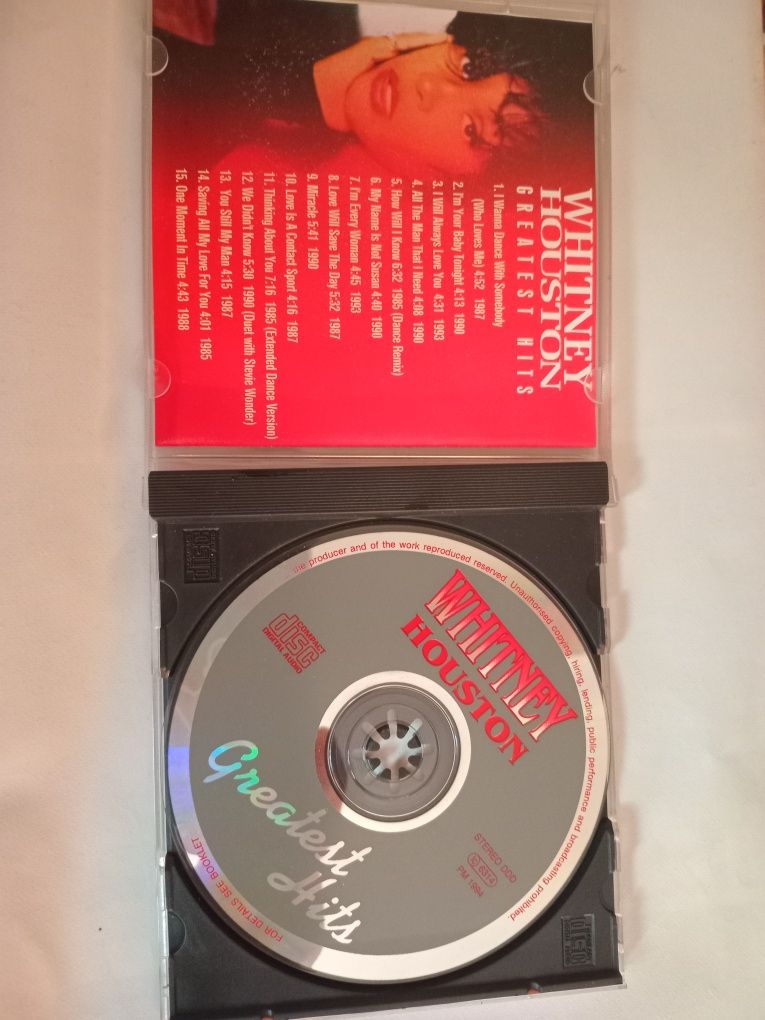 WHITNEY
HOUSTON
GREATEST HITS
1. I Wanna Dance With Somebody
(Who Loves Me) 4:52 1987
2. I'm Your Baby Tonight 4:13 1990
3. I Will Always Love You 4:31 1993
4. All The Man That I Need 4:08 1990
5. How Will I Know 6:32 1985 (Dance Remix)
6. My Name is Not Susan 4:40 1990
7. I'm Every Woman 4:45 1993
8. Love Will Save The Day 5:32 1987
9. Miracle 5:41 1990
10. Love Is A Contact Sport 4:16 1987
11. Thinking About You 7:16 1985 (Extended Dance Version)
12. We Didn't Know 5:30 1990 (Duet with Stevie Wonder)
13. You Still My Man 4:15 1987
14. Saving All My Love For You 4:01 1985
15. One Moment In Time 4:43 1988
the producer and of the work reproduced reserved. Unauthorised copying, hiring, lending, public performance and broadcasting prohibited.
WHITNEY
HOUSTON
COMPACT
disc
DIGITAL AUDIO
Greatest
Hits
STEREO DDD
6314
PM 1994
FOR DETAILS SEE BOOKLET
disc
disc